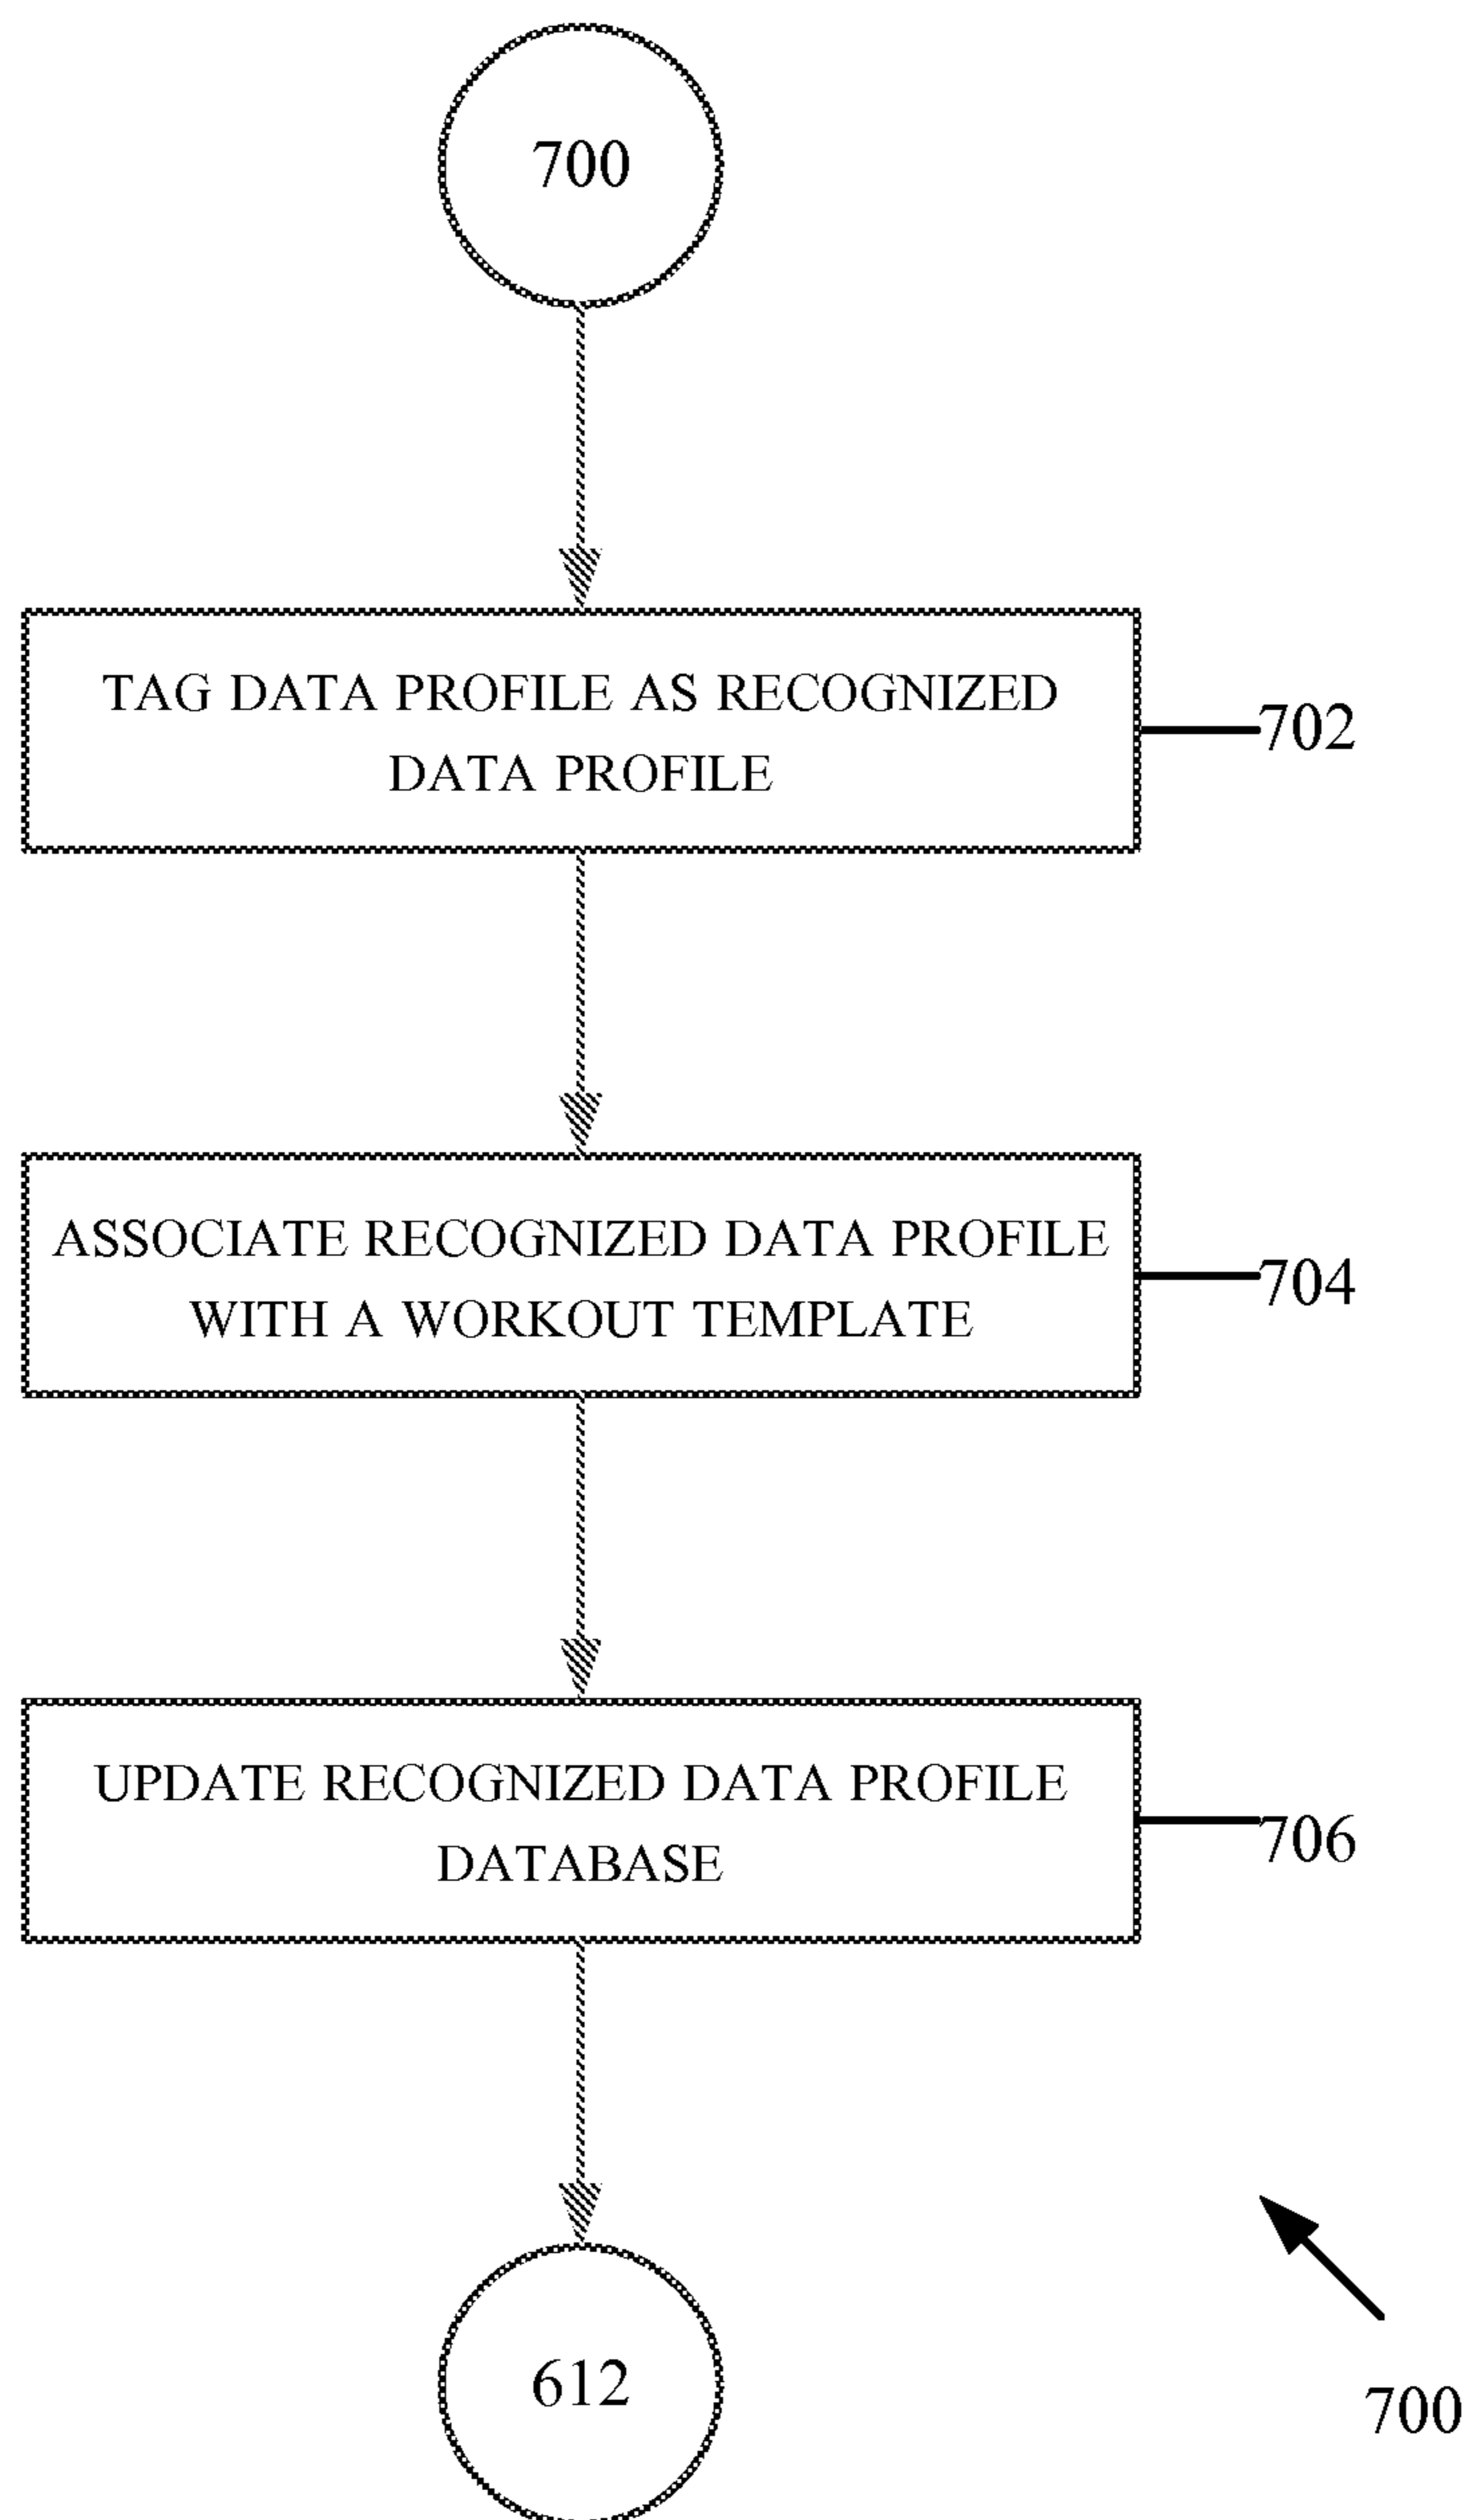 700
TAG DATA PROFILE AS RECOGNIZED
DATA PROFILE
702
ASSOCIATE RECOGNIZED DATA PROFILE
WITH A WORKOUT TEMPLATE
704
UPDATE RECOGNIZED DATA PROFILE
DATABASE
706
612
700